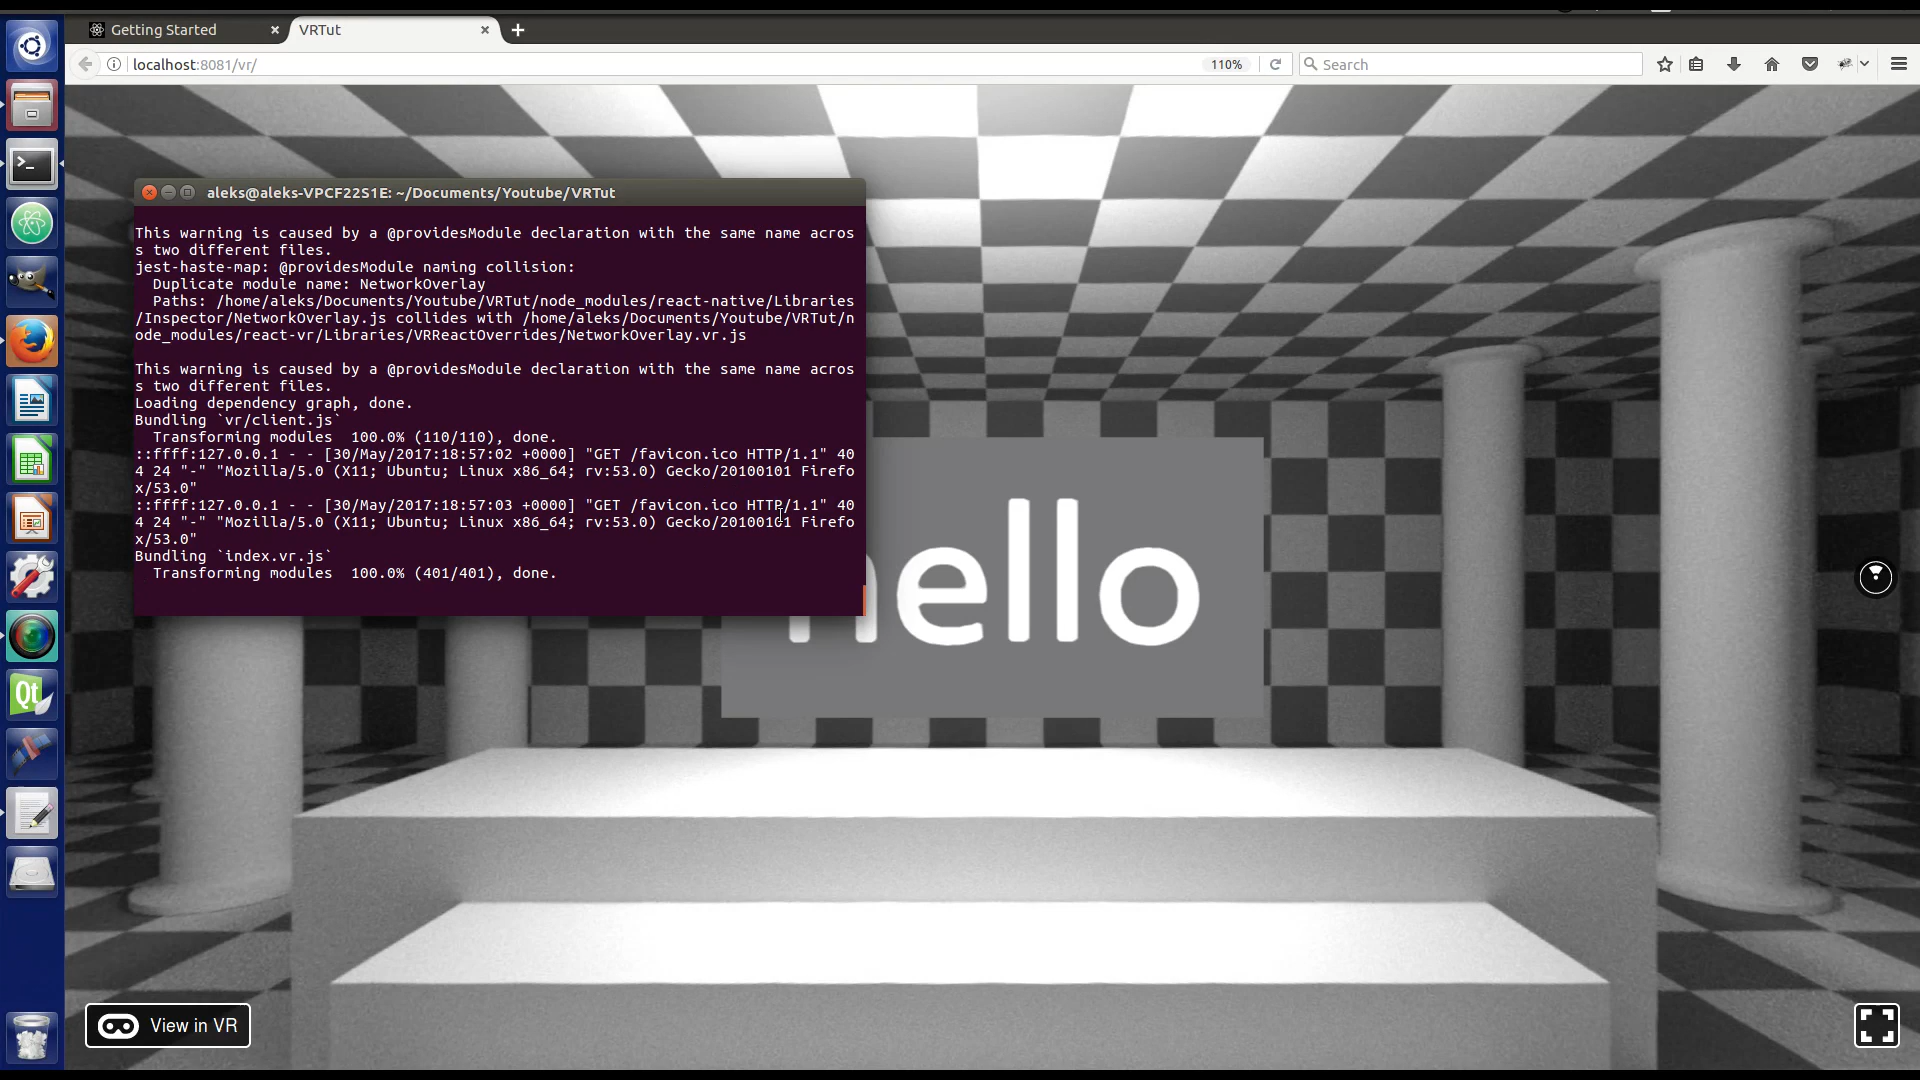 Getting Started
VRTut
localhost:8081/vr/
110%
Search
aleks@aleks-VPCF22S1E: ~/Documents/Youtube/VRTut
This warning is caused by a @providesModule declaration with the same name acros
s two different files.
jest-haste-map: @providesModule naming collision:
  Duplicate module name: NetworkOverlay
  Paths: /home/aleks/Documents/Youtube/VRTut/node_modules/react-native/Libraries
/Inspector/NetworkOverlay.js collides with /home/aleks/Documents/Youtube/VRTut/n
ode_modules/react-vr/Libraries/VRReactOverrides/NetworkOverlay.vr.js
This warning is caused by a @providesModule declaration with the same name acros
s two different files.
Loading dependency graph, done.
Bundling `vr/client.js`
  Transforming modules  100.0% (110/110), done.
::ffff:127.0.0.1 - - [30/May/2017:18:57:02 +0000] "GET /favicon.ico HTTP/1.1" 40
4 24 "-" "Mozilla/5.0 (X11; Ubuntu; Linux x86_64; rv:53.0) Gecko/20100101 Firefo
x/53.0"
::ffff:127.0.0.1 - - [30/May/2017:18:57:03 +0000] "GET /favicon.ico HTTP/1.1" 40
4 24 "-" "Mozilla/5.0 (X11; Ubuntu; Linux x86_64; rv:53.0) Gecko/20100101 Firefo
x/53.0"
Bundling `index.vr.js`
  Transforming modules  100.0% (401/401), done.
hello
Qt
View in VR